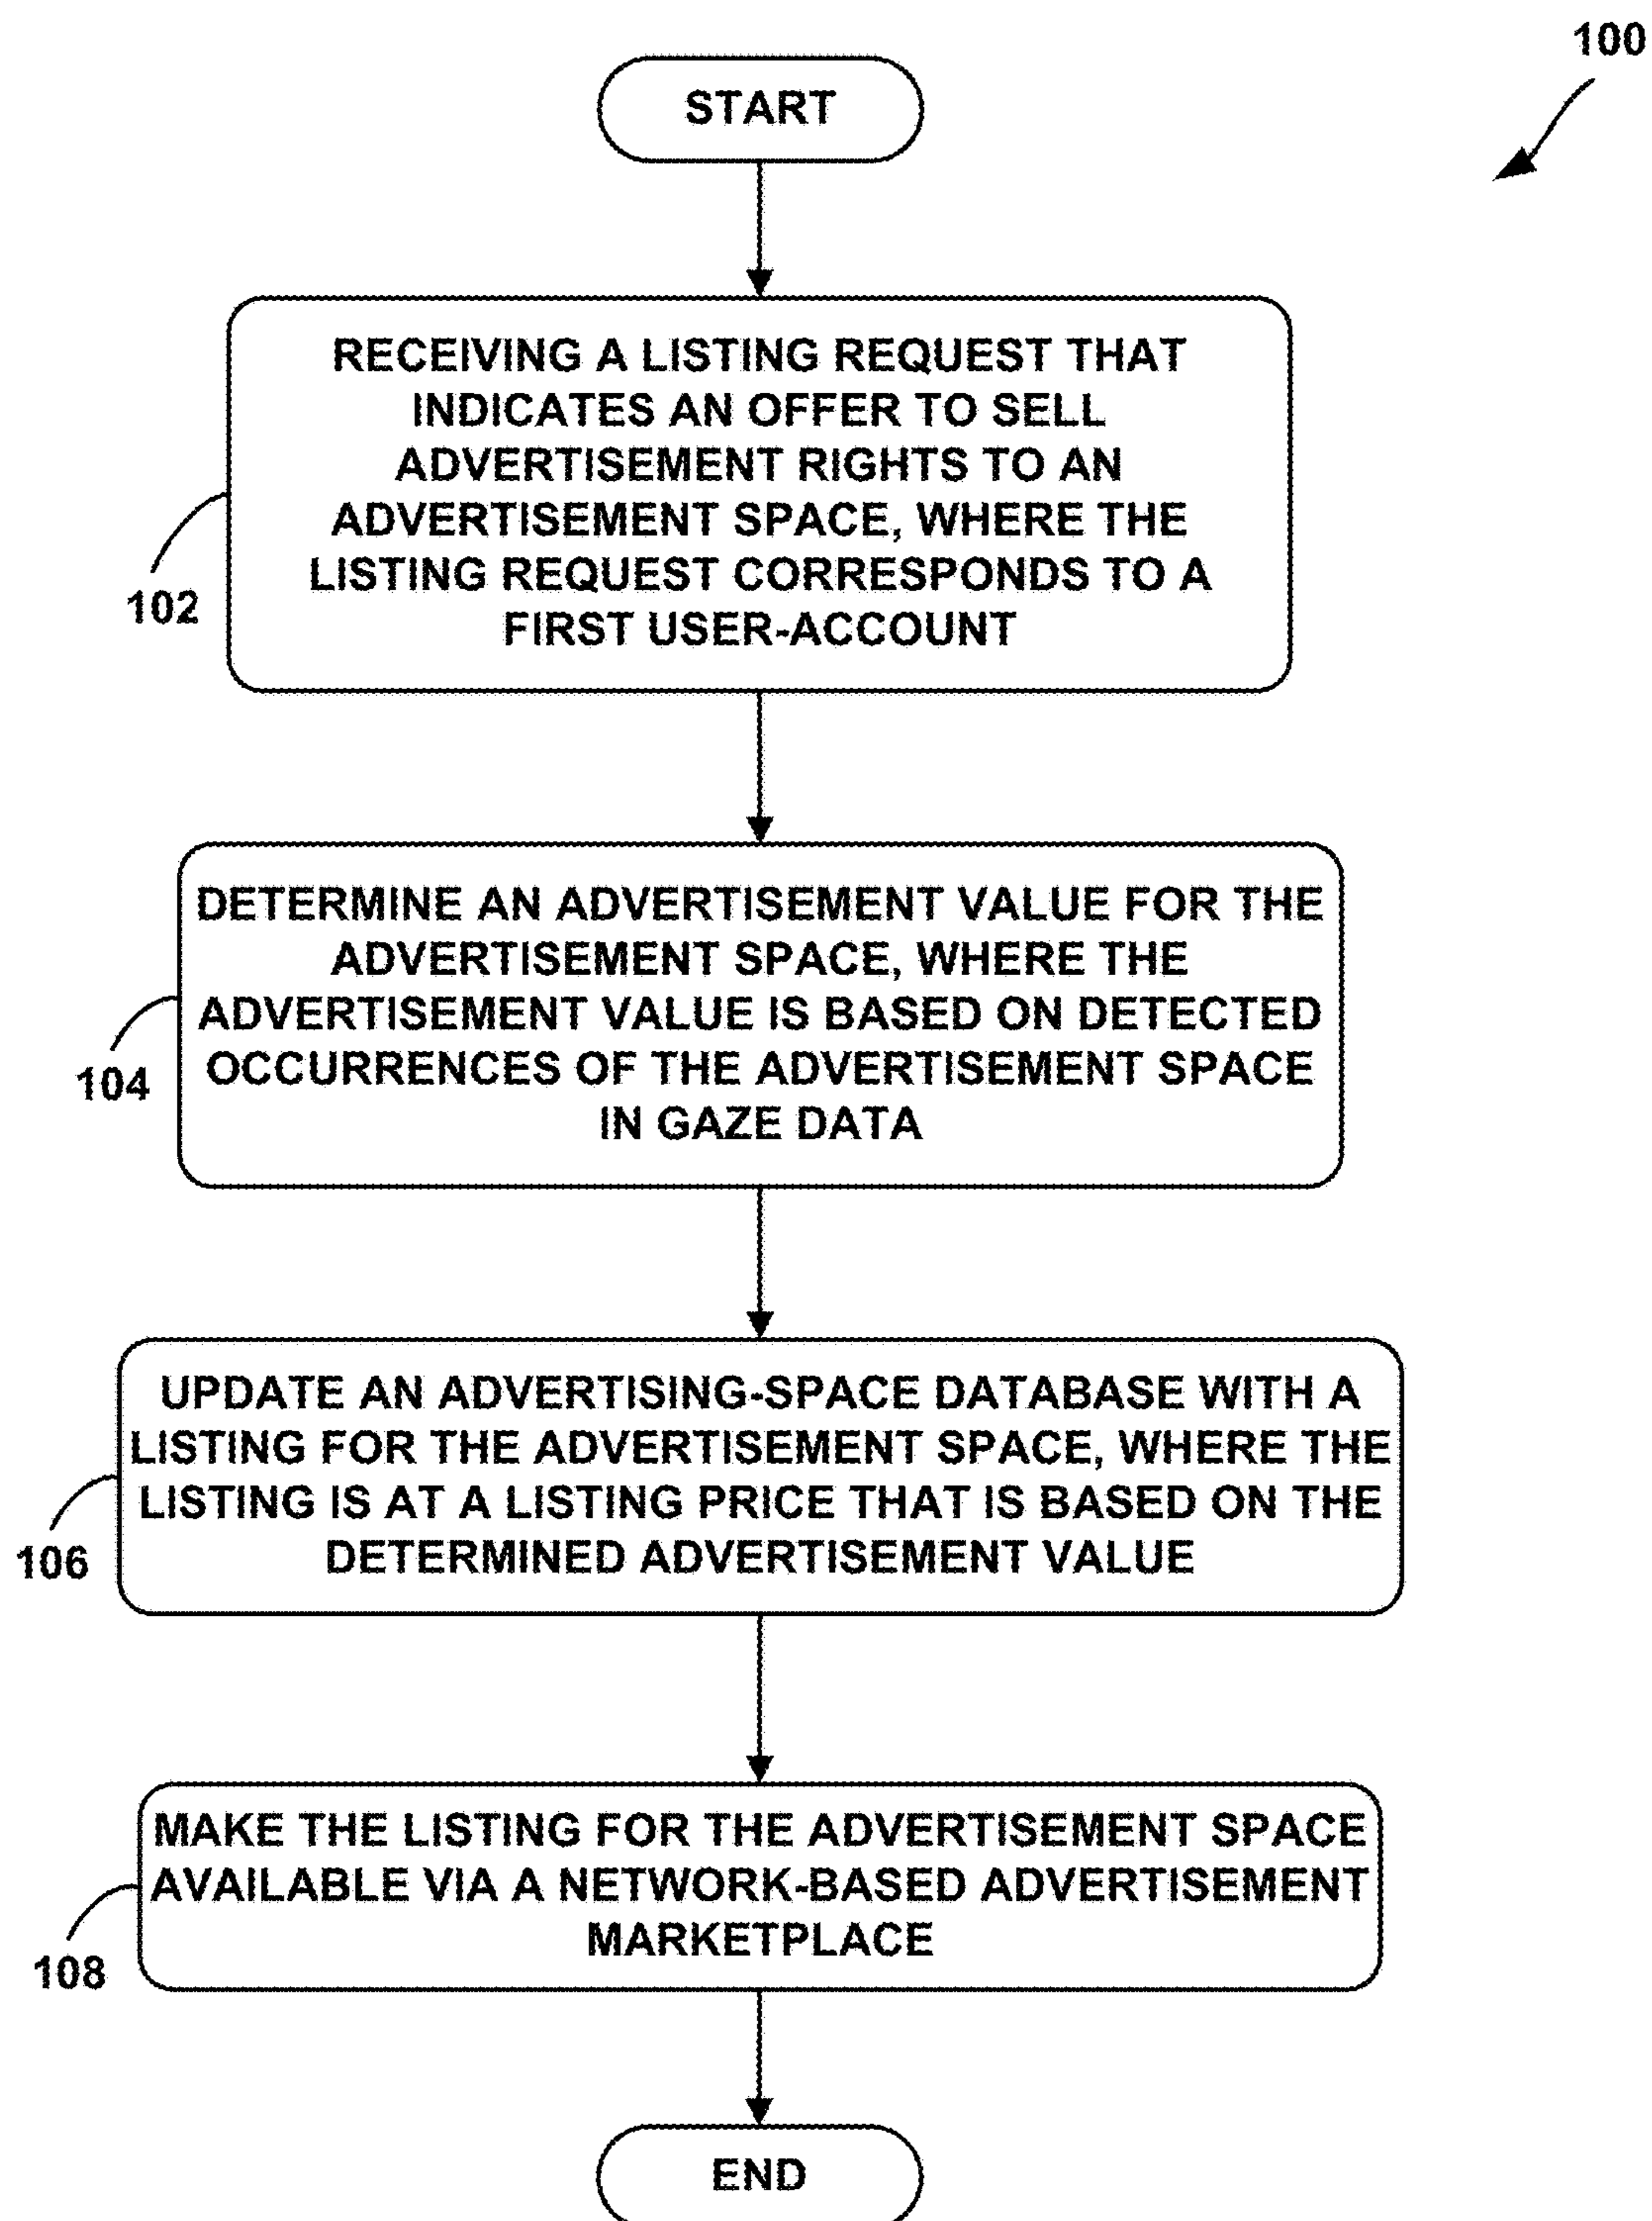 100
START
RECEIVING A LISTING REQUEST THAT
INDICATES AN OFFER TO SELL
ADVERTISEMENT RIGHTS TO AN
ADVERTISEMENT SPACE, WHERE THE
LISTING REQUEST CORRESPONDS TO A
FIRST USER-ACCOUNT
102
DETERMINE AN ADVERTISEMENT VALUE FOR THE
ADVERTISEMENT SPACE, WHERE THE
ADVERTISEMENT VALUE IS BASED ON DETECTED
OCCURRENCES OF THE ADVERTISEMENT SPACE
IN GAZE DATA
104
UPDATE AN ADVERTISING-SPACE DATABASE WITH A
LISTING FOR THE ADVERTISEMENT SPACE, WHERE THE
LISTING IS AT A LISTING PRICE THAT IS BASED ON THE
DETERMINED ADVERTISEMENT VALUE
106
MAKE THE LISTING FOR THE ADVERTISEMENT SPACE
AVAILABLE VIA A NETWORK-BASED ADVERTISEMENT
MARKETPLACE
108
END